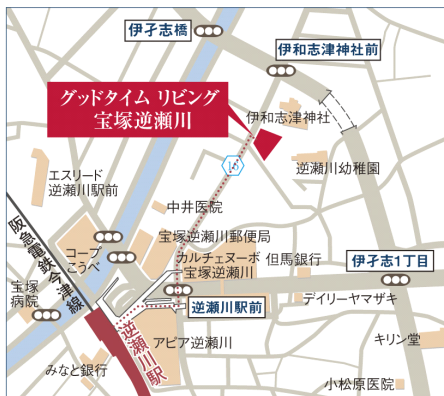 伊孑志橋
伊和志津神社前
グッドタイム リビング
宝塚逆瀬川
伊和志津神社
逆瀬川幼稚園
エスリード
逆瀬川駅前
中井医院
阪急電鉄今津線
コープ
こうべ
宝塚逆瀬川郵便局
カルチェヌーボ
宝塚逆瀬川
但馬銀行
伊孑志1丁目
宝塚
病院
逆瀬川駅前
デイリーヤマザキ
逆瀬川駅
アピア逆瀬川
キリン堂
みなと銀行
小松原医院